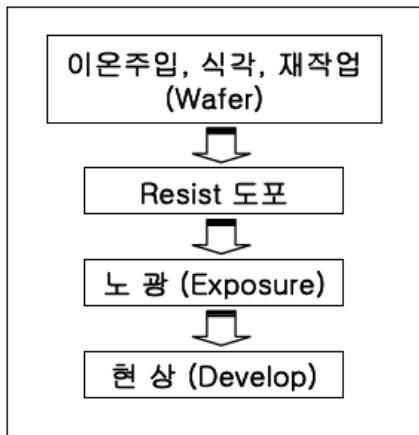 이온주입, 식각, 재작업
(Wafer)
Resist 도포
노 광 (Exposure)
현 상 (Develop)